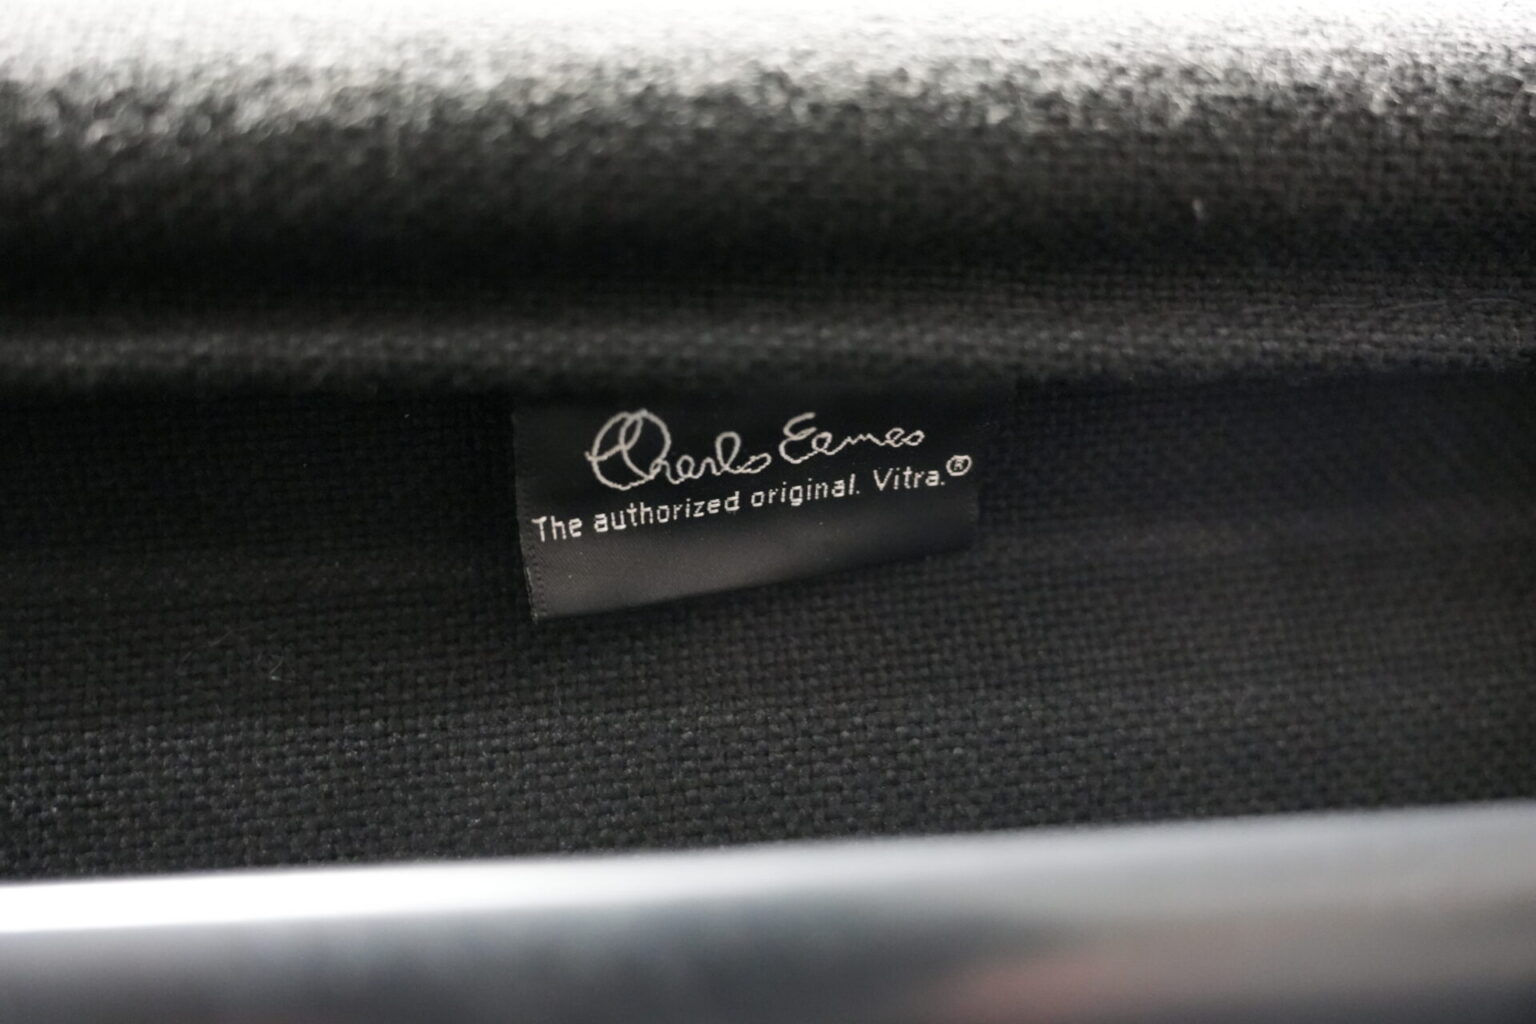 Charles Eames
The authorized original. Vitra.®